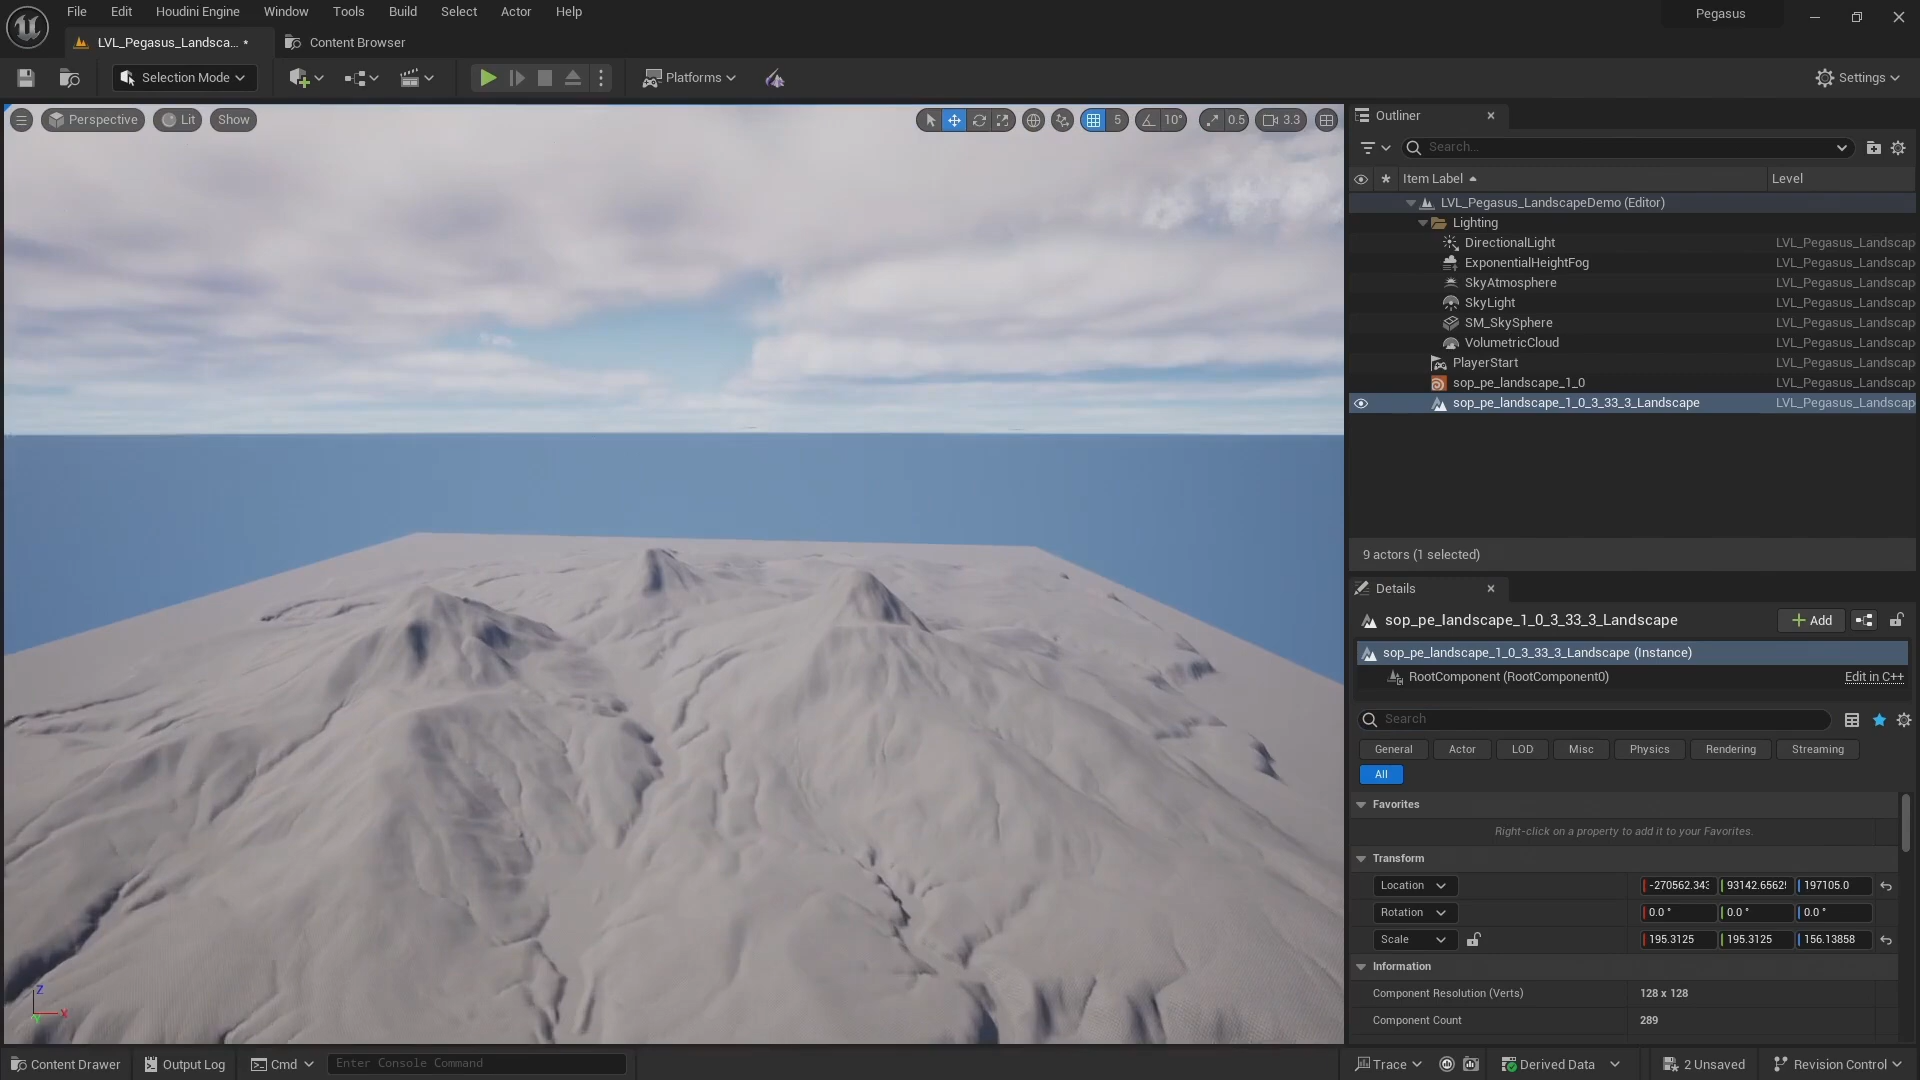 File Edit Houdini Engine Window Tools Build Select Actor Help
Pegasus
LVL_Pegasus_Landsca... •
Content Browser
Selection Mode
Platforms
Settings
Perspective
Lit
Show
5
10°
0.5
3.3
Outliner
Search...
Item Label
Level
LVL_Pegasus_LandscapeDemo (Editor)
Lighting
DirectionalLight LVL_Pegasus_Landscap
ExponentialHeightFog LVL_Pegasus_Landscap
SkyAtmosphere LVL_Pegasus_Landscap
SkyLight LVL_Pegasus_Landscap
SM_SkySphere LVL_Pegasus_Landscap
VolumetricCloud LVL_Pegasus_Landscap
PlayerStart LVL_Pegasus_Landscap
sop_pe_landscape_1_0 LVL_Pegasus_Landscap
sop_pe_landscape_1_0_3_33_3_Landscape LVL_Pegasus_Landscap
9 actors (1 selected)
Details
sop_pe_landscape_1_0_3_33_3_Landscape
Add
sop_pe_landscape_1_0_3_33_3_Landscape (Instance)
RootComponent (RootComponent0) Edit in C++
Search
General Actor LOD Misc Physics Rendering Streaming
All
Favorites
Right-click on a property to add it to your Favorites.
Transform
Location -270562.343 93142.65625 197105.0
Rotation 0.0 ° 0.0 ° 0.0 °
Scale 195.3125 195.3125 156.13858
Information
Component Resolution (Verts) 128 x 128
Component Count 289
Z
X
Y
Content Drawer
Output Log
Cmd
Enter Console Command
Trace
Derived Data
2 Unsaved
Revision Control